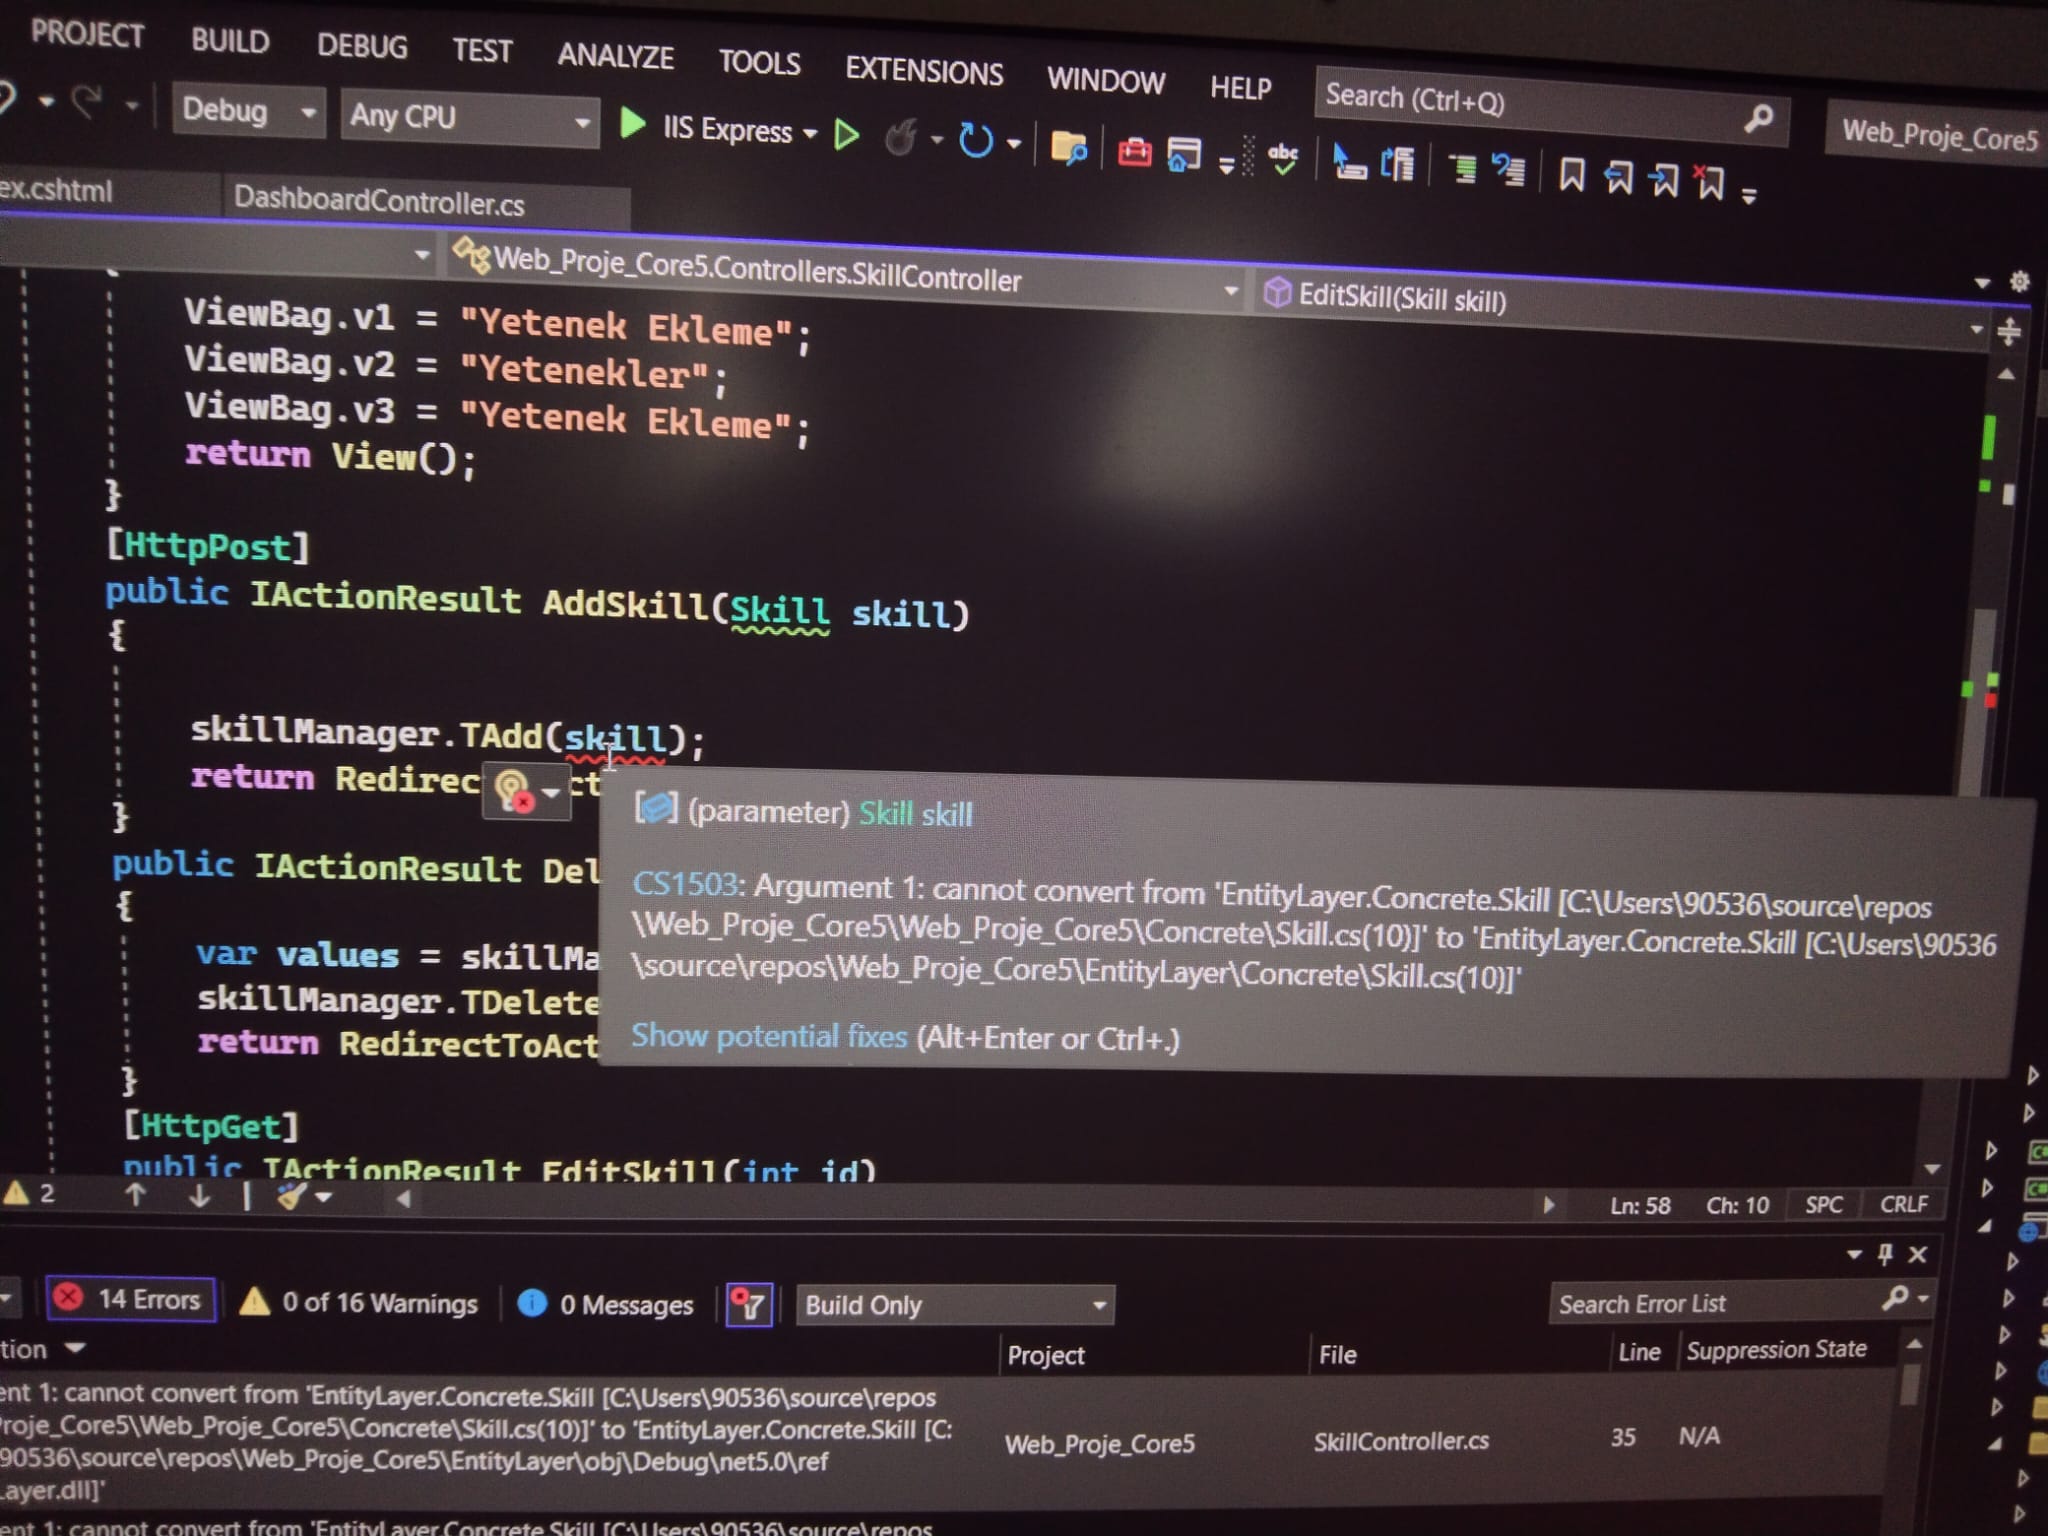 PROJECT BUILD DEBUG TEST ANALYZE TOOLS EXTENSIONS WINDOW HELP Search (Ctrl+Q) Web_Proje_Core5
Debug Any CPU IIS Express
ex.cshtml DashboardController.cs
Web_Proje_Core5.Controllers.SkillController EditSkill(Skill skill)
ViewBag.v1 = "Yetenek Ekleme";
ViewBag.v2 = "Yetenekler";
ViewBag.v3 = "Yetenek Ekleme";
return View();
}
[HttpPost]
public IActionResult AddSkill(Skill skill)
{
skillManager.TAdd(skill);
return Redirec ct
}
public IActionResult Del
{
var values = skillMa
skillManager.TDelete
return RedirectToAct
}
[HttpGet]
public IActionResult EditSkill(int id)
(parameter) Skill skill
CS1503: Argument 1: cannot convert from 'EntityLayer.Concrete.Skill [C:\Users\90536\source\repos
\Web_Proje_Core5\Web_Proje_Core5\Concrete\Skill.cs(10)]' to 'EntityLayer.Concrete.Skill [C:\Users\90536
\source\repos\Web_Proje_Core5\EntityLayer\Concrete\Skill.cs(10)]'
Show potential fixes (Alt+Enter or Ctrl+.)
2 Ln: 58 Ch: 10 SPC CRLF
14 Errors 0 of 16 Warnings 0 Messages Build Only Search Error List
tion Project File Line Suppression State
ent 1: cannot convert from 'EntityLayer.Concrete.Skill [C:\Users\90536\source\repos
Proje_Core5\Web_Proje_Core5\Concrete\Skill.cs(10)]' to 'EntityLayer.Concrete.Skill [C:
90536\source\repos\Web_Proje_Core5\EntityLayer\obj\Debug\net5.0\ref
Layer.dll]'
Web_Proje_Core5 SkillController.cs 35 N/A
ent 1: cannot convert from 'EntityLayer.Concrete.Skill [C:\Users\90536\source\repos